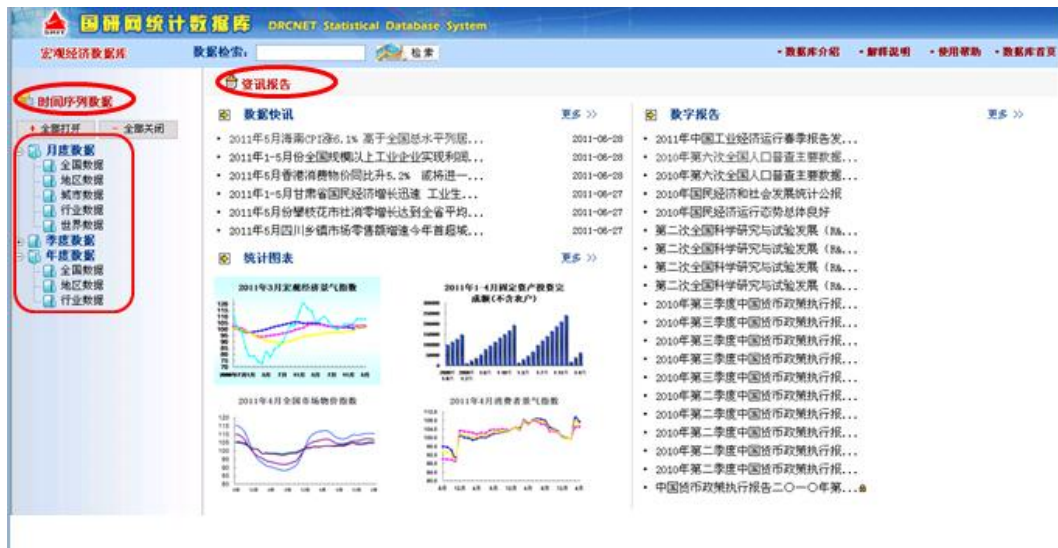 国研网统计数据库 DRCNET Statistical Database System
宏观经济数据库
数据检索:
检索
·数据库介绍 ·解释说明 ·使用帮助 ·数据库首页
时间序列数据
+ 全部打开 - 全部关闭
月度数据
全国数据
地区数据
城市数据
行业数据
世界数据
季度数据
年度数据
全国数据
地区数据
行业数据
资讯报告
数据快讯 更多 >>
· 2011年5月海南CPI涨6.1% 高于全国总水平列居... 2011-06-28
· 2011年1-5月份全国规模以上工业企业实现利润... 2011-06-28
· 2011年5月香港消费物价同比升5.2% 或将进一... 2011-06-28
· 2011年1-5月甘肃省国民经济增长迅速 工业生... 2011-06-27
· 2011年5月份攀枝花市社消零增长达到全省平均... 2011-06-27
· 2011年5月四川乡镇市场零售额增速今年首超城... 2011-06-27
统计图表 更多 >>
2011年3月宏观经济景气指数
2011年1-4月固定资产投资完
成额(不含农户)
2011年4月全国市场物价指数
2011年4月消费者景气指数
数字报告 更多 >>
· 2011年中国工业经济运行春季报告发...
· 2010年第六次全国人口普查主要数据...
· 2010年第六次全国人口普查主要数据...
· 2010年国民经济和社会发展统计公报
· 2010年国民经济运行态势总体良好
· 第二次全国科学研究与试验发展（R&...
· 第二次全国科学研究与试验发展（R&...
· 第二次全国科学研究与试验发展（R&...
· 第二次全国科学研究与试验发展（R&...
· 2010年第三季度中国货币政策执行报...
· 2010年第三季度中国货币政策执行报...
· 2010年第三季度中国货币政策执行报...
· 2010年第三季度中国货币政策执行报...
· 2010年第三季度中国货币政策执行报...
· 2010年第二季度中国货币政策执行报...
· 2010年第二季度中国货币政策执行报...
· 2010年第二季度中国货币政策执行报...
· 2010年第二季度中国货币政策执行报...
· 2010年第二季度中国货币政策执行报...
· 中国货币政策执行报告二〇一〇年第...